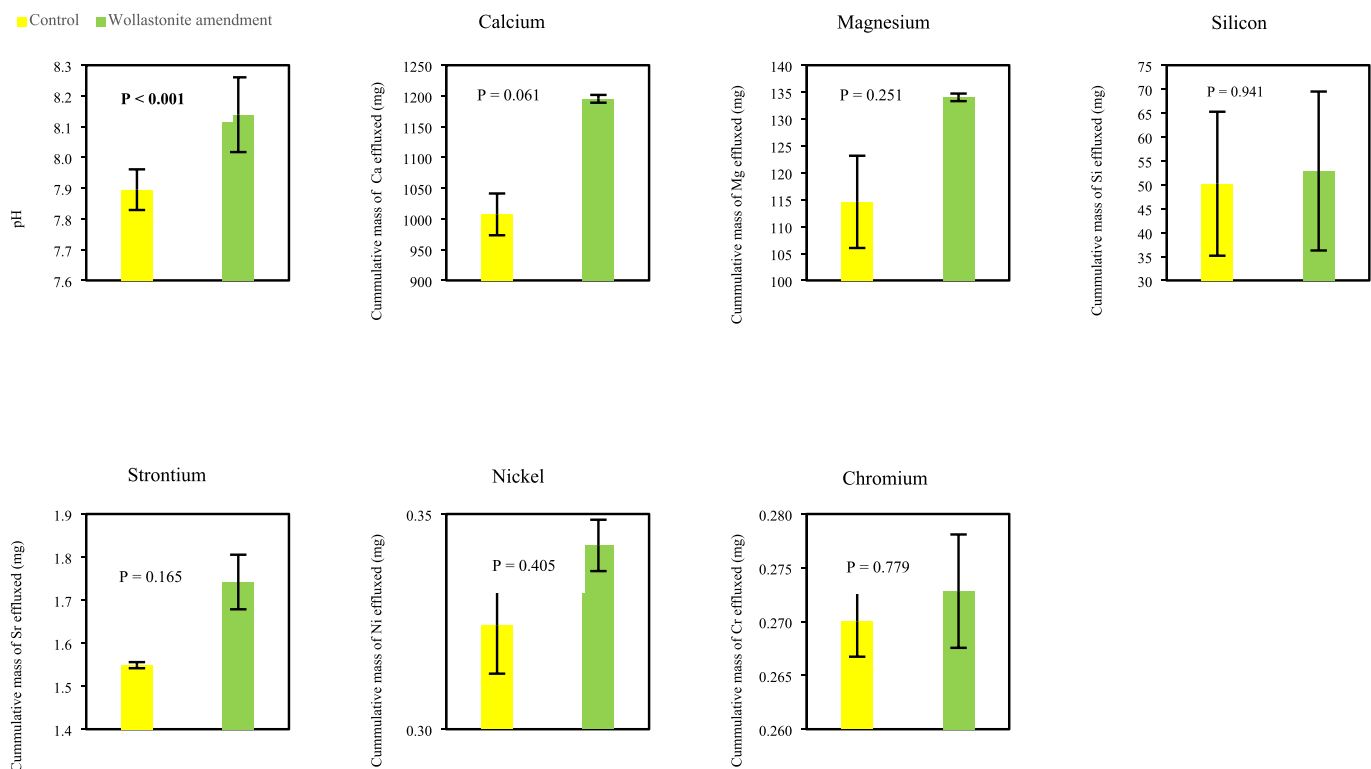 Control Wollastonite amendment
pH
8.3
8.2
8.1
8.0
7.9
7.8
7.7
7.6
P < 0.001
Calcium
Cummulative mass of Ca effluxed (mg)
1250
1200
1150
1100
1050
1000
950
900
P = 0.061
Magnesium
Cummulative mass of Mg effluxed (mg)
140
135
130
125
120
115
110
105
100
P = 0.251
Silicon
Cummulative mass of Si effluxed (mg)
75
70
65
60
55
50
45
40
35
30
P = 0.941
Strontium
Cummulative mass of Sr effluxed (mg)
1.9
1.8
1.7
1.6
1.5
1.4
P = 0.165
Nickel
Cummulative mass of Ni effluxed (mg)
0.35
0.30
P = 0.405
Chromium
Cummulative mass of Cr effluxed (mg)
0.280
0.275
0.270
0.265
0.260
P = 0.779